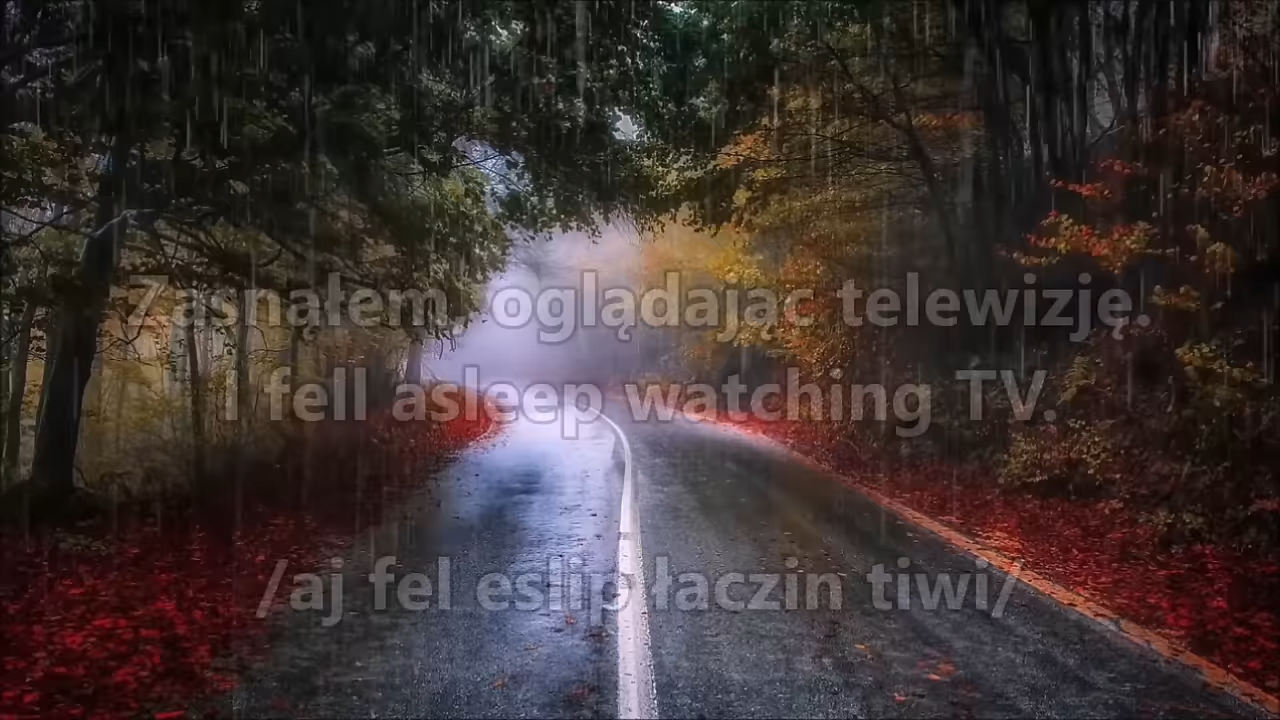 Zasnąłem oglądając telewizję.
I fell asleep watching TV.
/aj fel eslip łaczin tiwi/